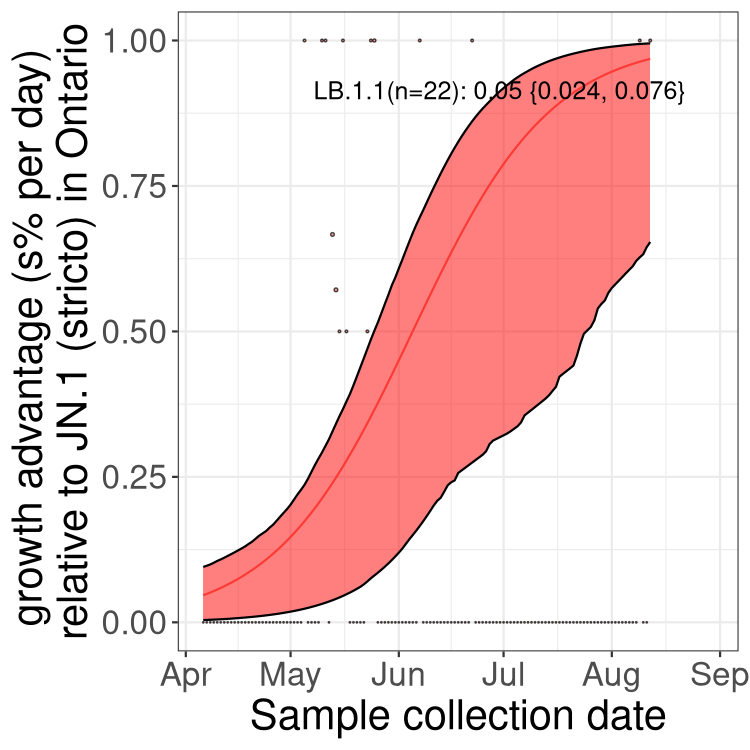 growth advantage (s% per day)
relative to JN.1 (stricto) in Ontario
1.00
0.75
0.50
0.25
0.00
LB.1.1(n=22): 0.05 {0.024, 0.076}
Apr May Jun Jul Aug Sep
Sample collection date